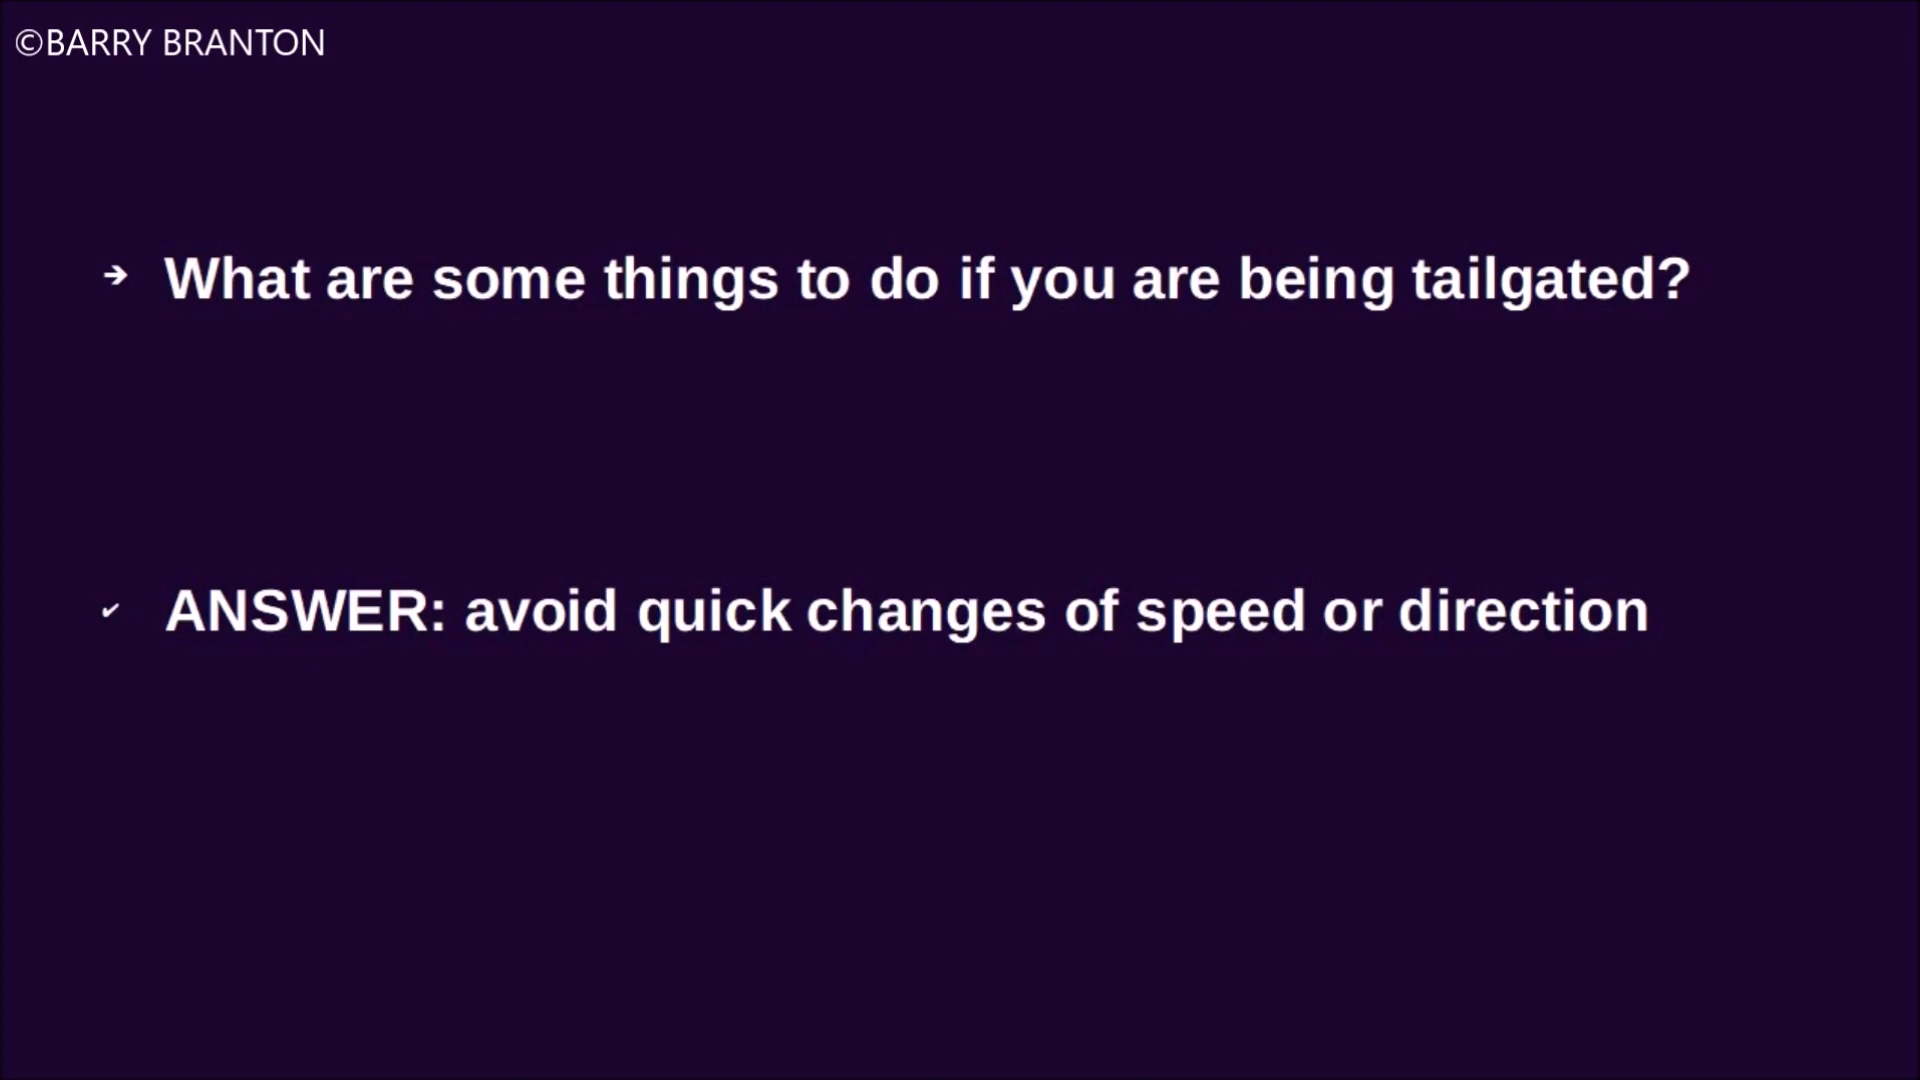 ©BARRY BRANTON
➔ What are some things to do if you are being tailgated?
✔ ANSWER: avoid quick changes of speed or direction